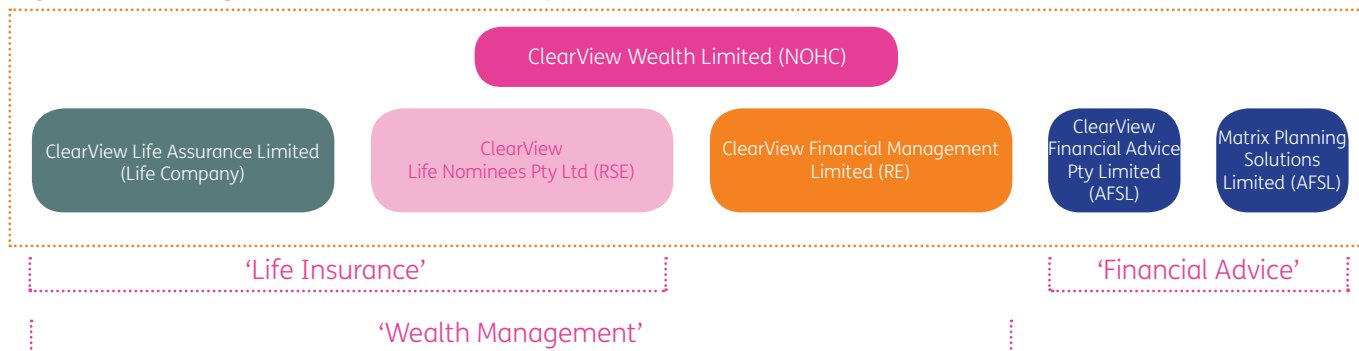 ClearView Wealth Limited (NOHC)
ClearView Life Assurance Limited
(Life Company)
ClearView
Life Nominees Pty Ltd (RSE)
ClearView Financial Management
Limited (RE)
ClearView
Financial Advice
Pty Limited
(AFSL)
Matrix Planning
Solutions
Limited (AFSL)
‘Life Insurance’
‘Financial Advice’
‘Wealth Management’